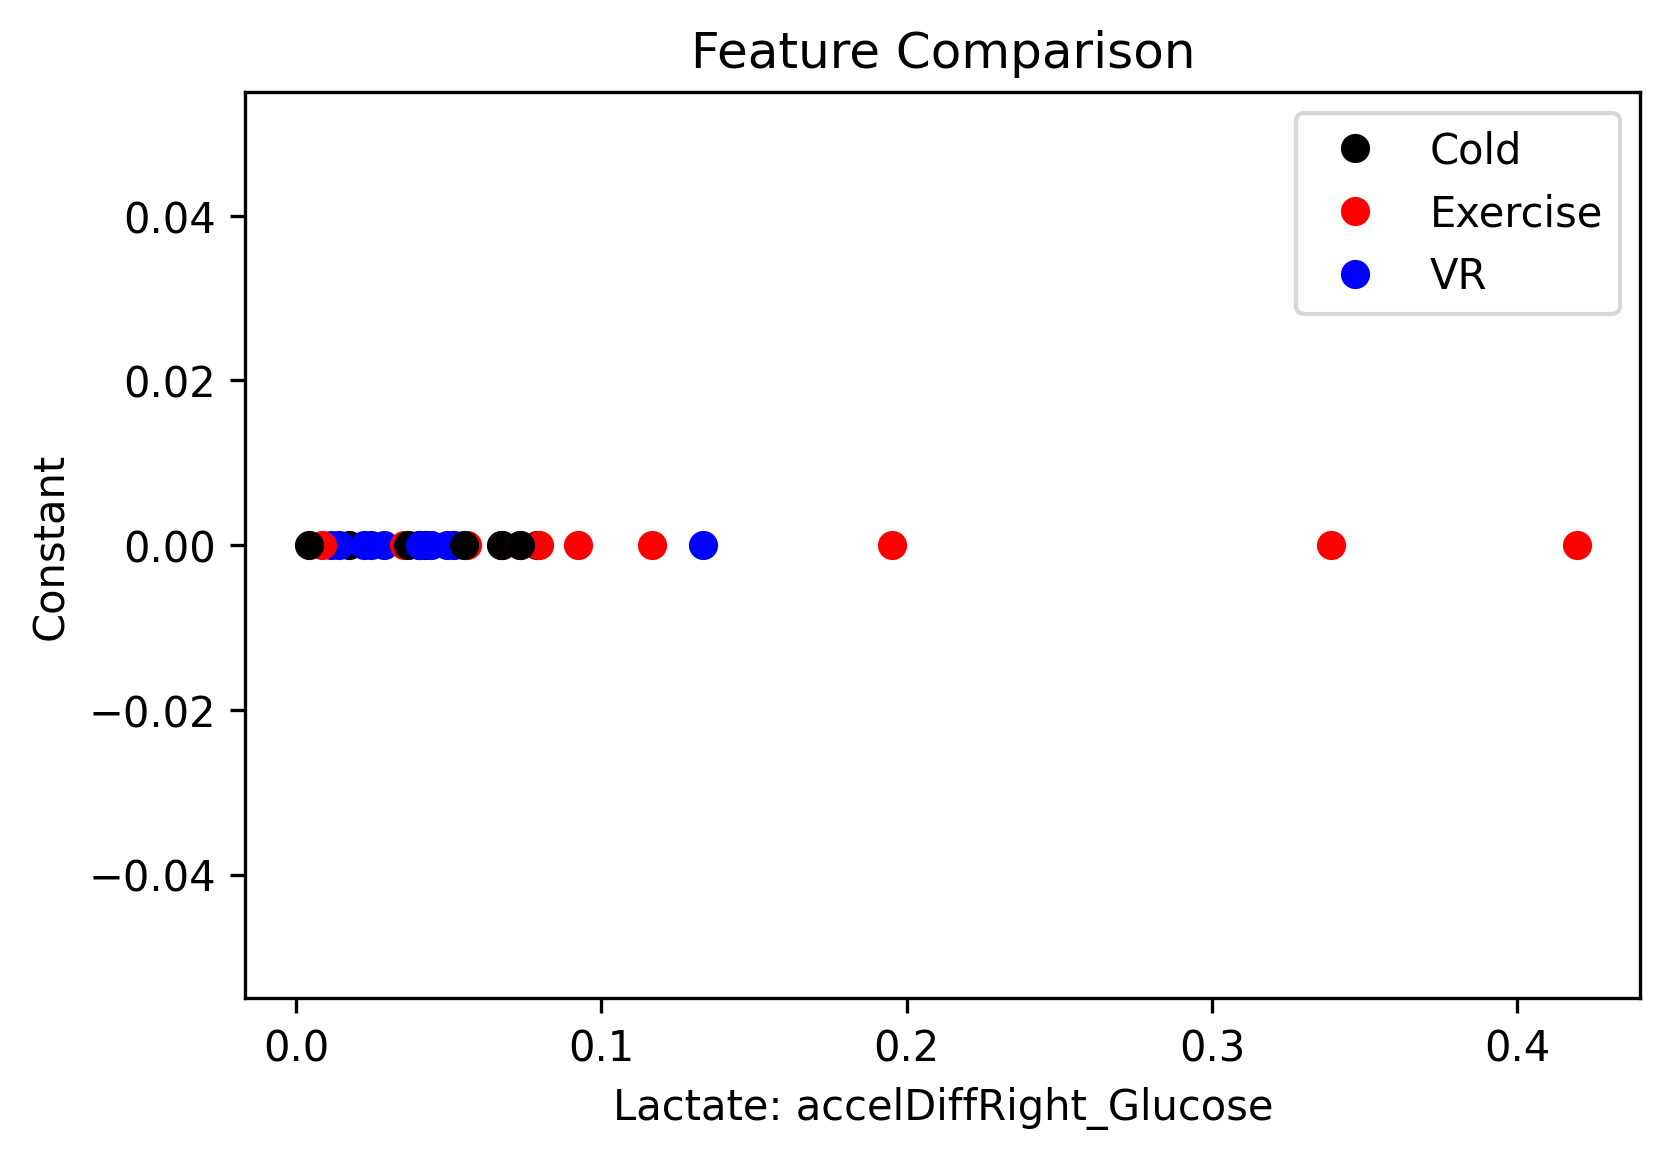 Feature Comparison
Cold
Exercise
VR
0.04
0.02
0.00
−0.02
−0.04
Constant
0.0 0.1 0.2 0.3 0.4
Lactate: accelDiffRight_Glucose